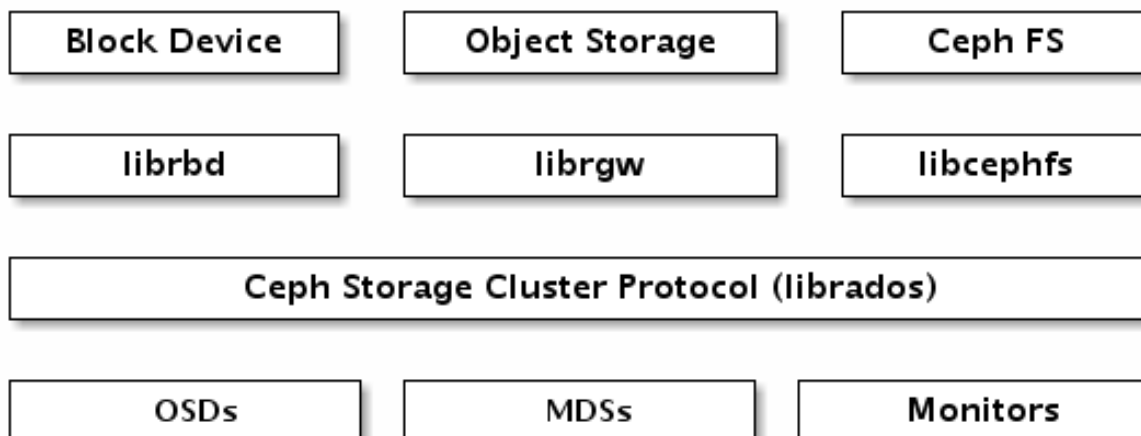 Block Device
Object Storage
Ceph FS
librbd
librgw
libcephfs
Ceph Storage Cluster Protocol (librados)
OSDs
MDSs
Monitors